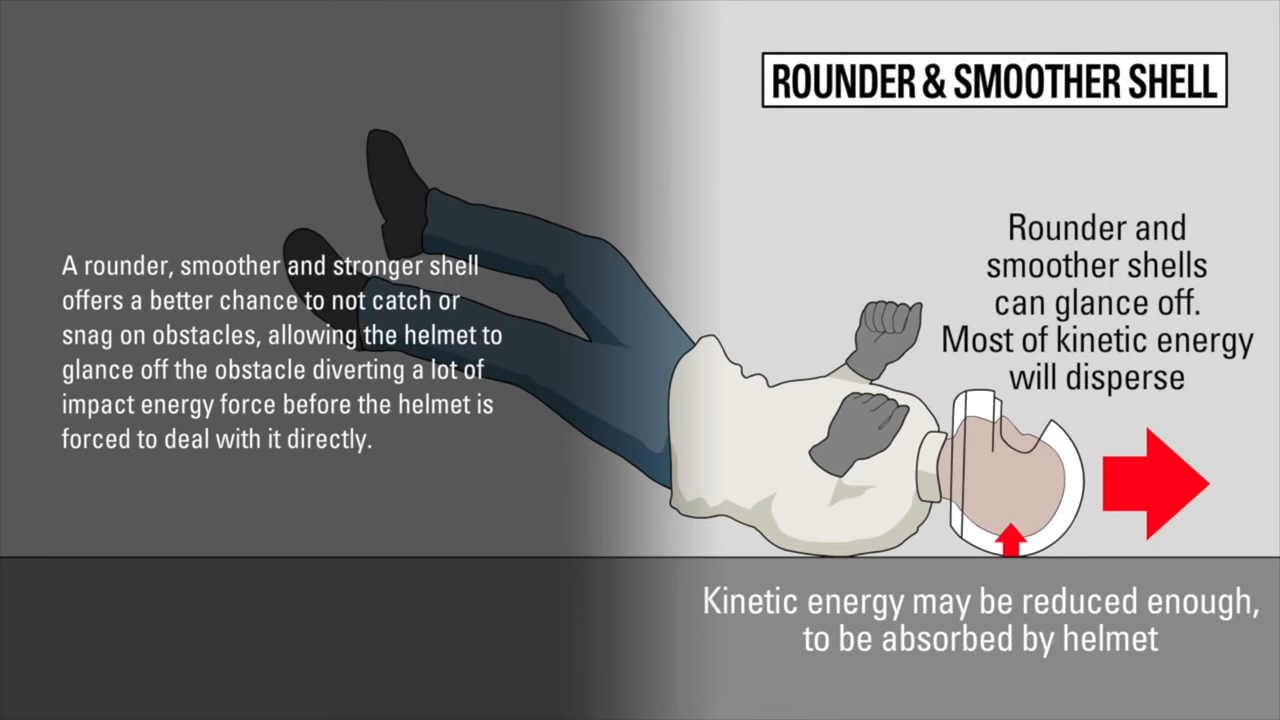 ROUNDER & SMOOTHER SHELL
A rounder, smoother and stronger shell
offers a better chance to not catch or
snag on obstacles, allowing the helmet to
glance off the obstacle diverting a lot of
impact energy force before the helmet is
forced to deal with it directly.
Rounder and
smoother shells
can glance off.
Most of kinetic energy
will disperse
Kinetic energy may be reduced enough,
to be absorbed by helmet